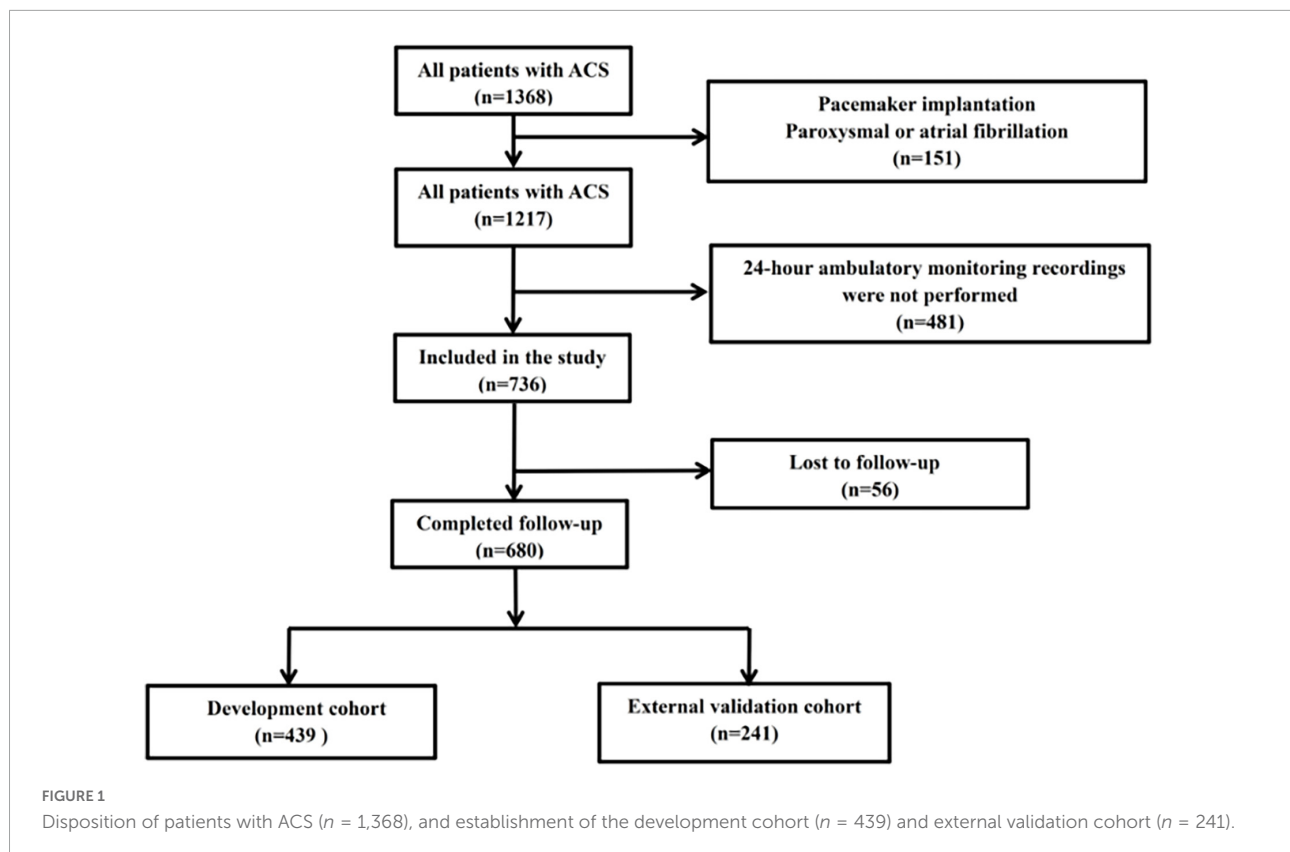 All patients with ACS
(n=1368)
Pacemaker implantation
Paroxysmal or atrial fibrillation
(n=151)
All patients with ACS
(n=1217)
24-hour ambulatory monitoring recordings
were not performed
(n=481)
Included in the study
(n=736)
Lost to follow-up
(n=56)
Completed follow-up
(n=680)
Development cohort
(n=439 )
External validation cohort
(n=241)
FIGURE 1
Disposition of patients with ACS (n = 1,368), and establishment of the development cohort (n = 439) and external validation cohort (n = 241).